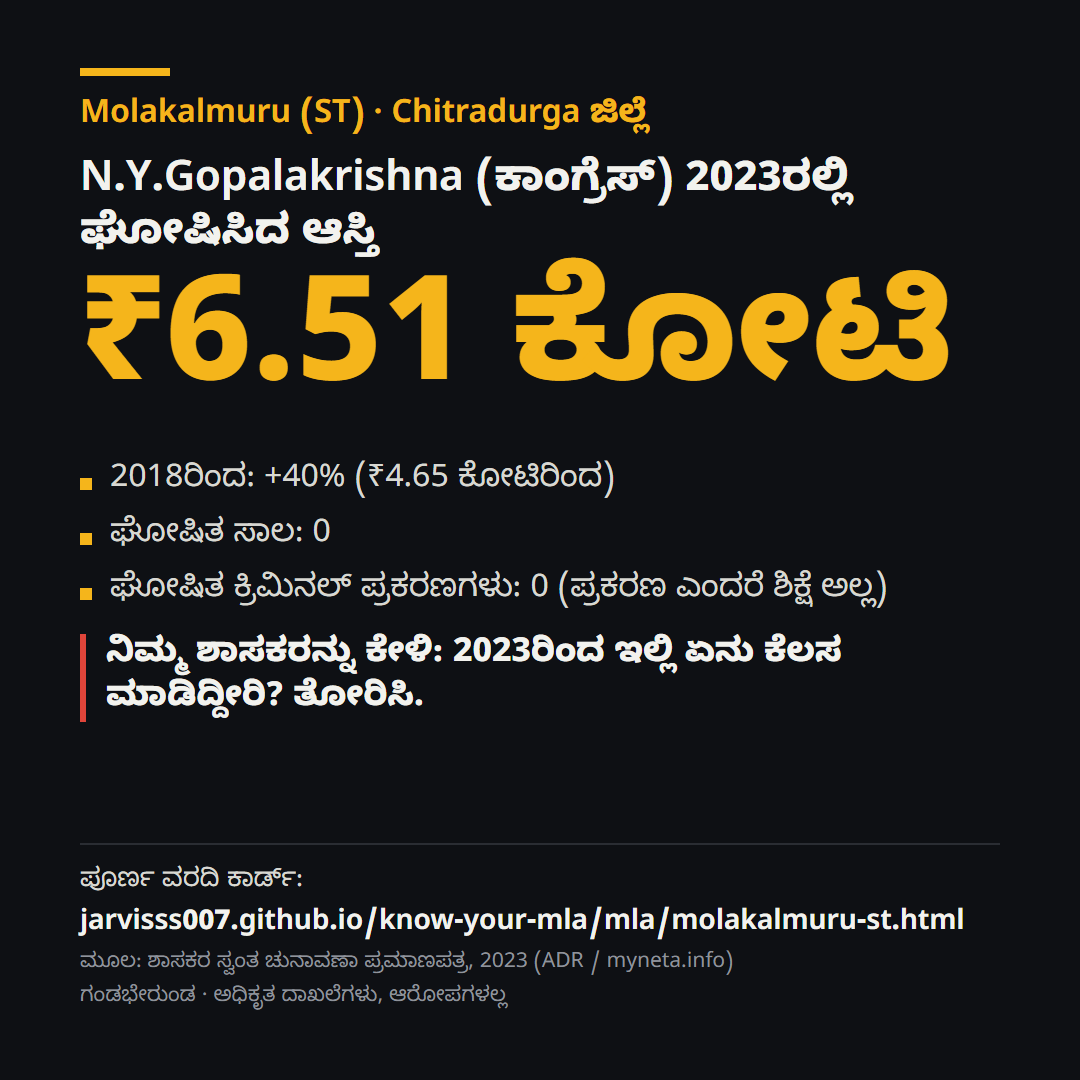 Molakalmuru (ST) · Chitradurga ಜಿಲ್ಲೆ
N.Y.Gopalakrishna (ಕಾಂಗ್ರೆಸ್) 2023ರಲ್ಲಿ
ಘೋಷಿಸಿದ ಆಸ್ತಿ
₹6.51 ಕೋಟಿ
2018ರಿಂದ: +40% (₹4.65 ಕೋಟಿರಿಂದ)
ಘೋಷಿತ ಸಾಲ: 0
ಘೋಷಿತ ಕ್ರಿಮಿನಲ್ ಪ್ರಕರಣಗಳು: 0 (ಪ್ರಕರಣ ಎಂದರೆ ಶಿಕ್ಷೆ ಅಲ್ಲ)
ನಿಮ್ಮ ಶಾಸಕರನ್ನು ಕೇಳಿ: 2023ರಿಂದ ಇಲ್ಲಿ ಏನು ಕೆಲಸ
ಮಾಡಿದ್ದೀರಿ? ತೋರಿಸಿ.
ಪೂರ್ಣ ವರದಿ ಕಾರ್ಡ್:
jarvisss007.github.io/know-your-mla/mla/molakalmuru-st.html
ಮೂಲ: ಶಾಸಕರ ಸ್ವಂತ ಚುನಾವಣಾ ಪ್ರಮಾಣಪತ್ರ, 2023 (ADR / myneta.info)
ಗಂಡಭೇರುಂಡ · ಅಧಿಕೃತ ದಾಖಲೆಗಳು, ಆರೋಪಗಳಲ್ಲ